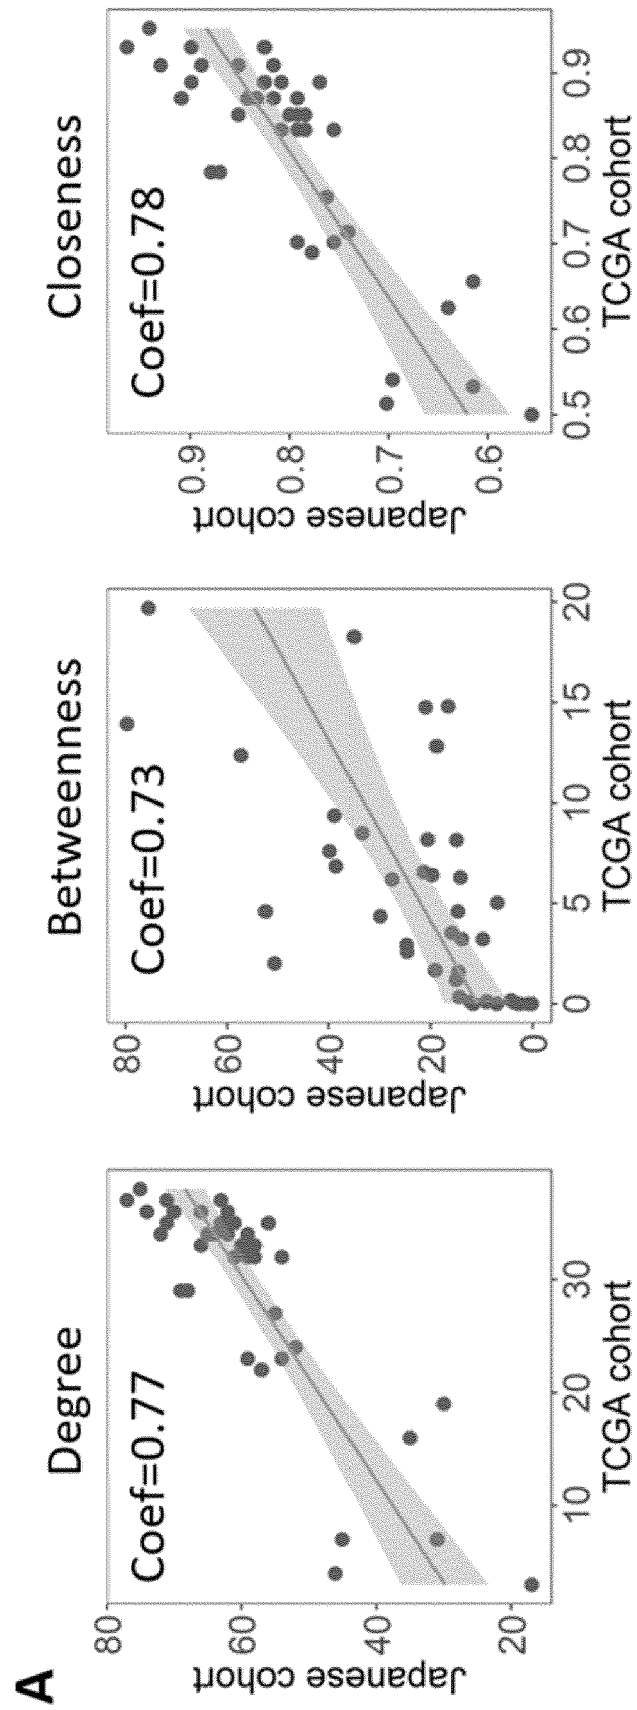 A
Degree
Coef=0.77
Japanese cohort
80
60
40
20
10
20
30
TCGA cohort
Betweenness
Coef=0.73
Japanese cohort
80
60
40
20
0
0
5
10
15
20
TCGA cohort
Closeness
Coef=0.78
Japanese cohort
0.9
0.8
0.7
0.6
0.5
0.6
0.7
0.8
0.9
TCGA cohort